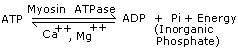 Myosin ATPase
ATP ⇌ ADP + Pi + Energy
Ca++, Mg++ (Inorganic
Phosphate)